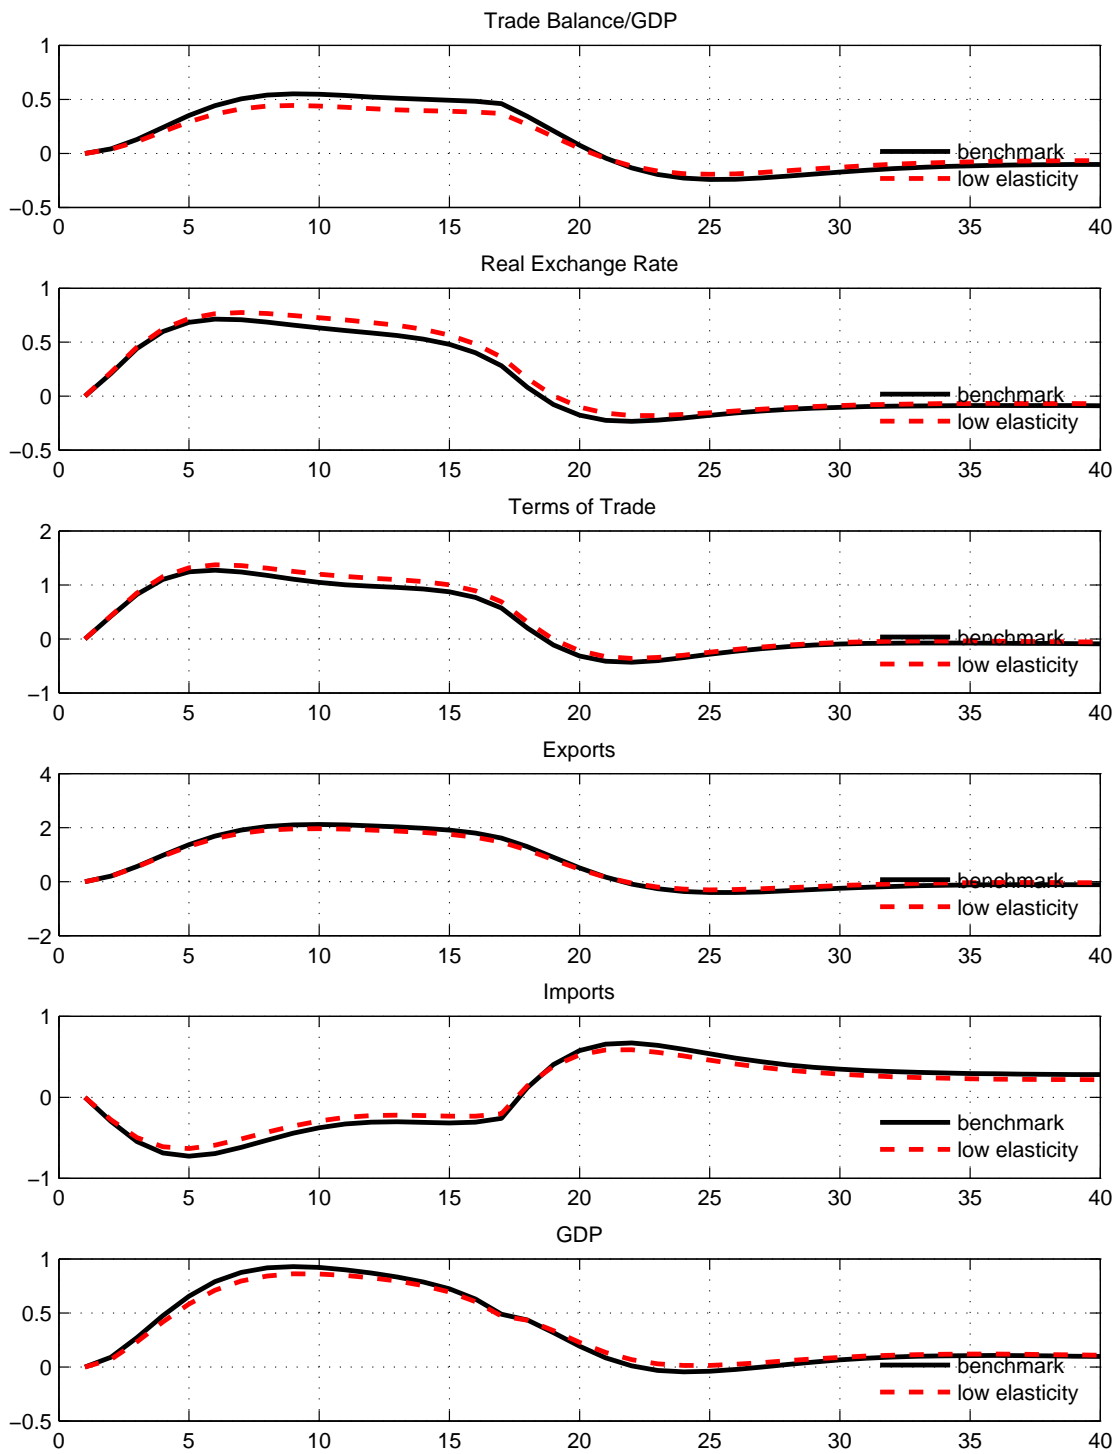 Trade Balance/GDP
1
0.5
0
−0.5
benchmark
low elasticity
0 5 10 15 20 25 30 35 40
Real Exchange Rate
1
0.5
0
−0.5
benchmark
low elasticity
0 5 10 15 20 25 30 35 40
Terms of Trade
2
1
0
−1
benchmark
low elasticity
0 5 10 15 20 25 30 35 40
Exports
4
2
0
−2
benchmark
low elasticity
0 5 10 15 20 25 30 35 40
Imports
1
0
−1
benchmark
low elasticity
0 5 10 15 20 25 30 35 40
GDP
1
0.5
0
−0.5
benchmark
low elasticity
0 5 10 15 20 25 30 35 40